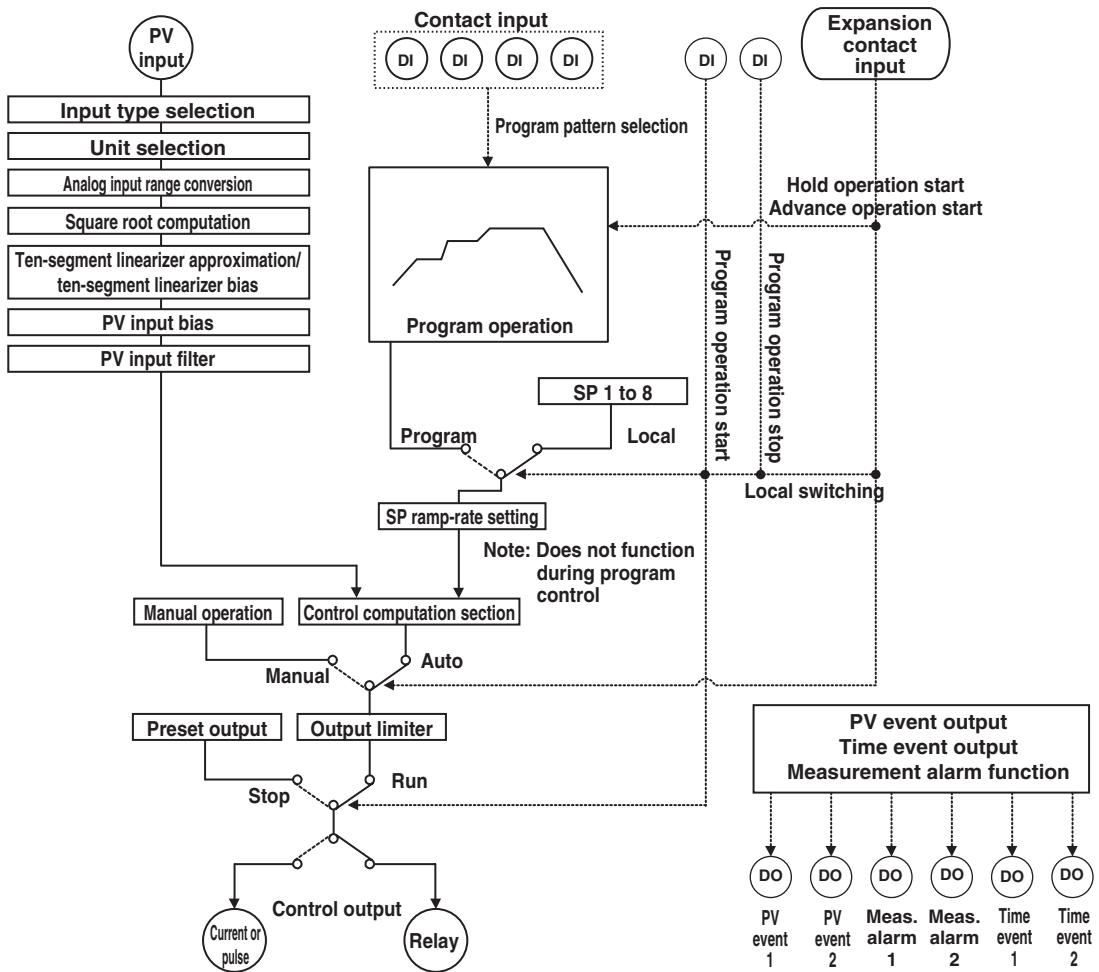 PV
input
Contact input
DI
DI
DI
DI
DI
DI
Expansion
contact
input
Input type selection
Unit selection
Analog input range conversion
Square root computation
Ten-segment linearizer approximation/
ten-segment linearizer bias
PV input bias
PV input filter
Program pattern selection
Program operation
Hold operation start
Advance operation start
Program operation start
Program operation stop
SP 1 to 8
Program
Local
Local switching
SP ramp-rate setting
Note: Does not function
during program
control
Manual operation
Control computation section
Manual
Auto
Preset output
Output limiter
Stop
Run
Control output
Current or
pulse
Relay
PV event output
Time event output
Measurement alarm function
DO
DO
DO
DO
DO
DO
PV
event
1
PV
event
2
Meas.
alarm
1
Meas.
alarm
2
Time
event
1
Time
event
2